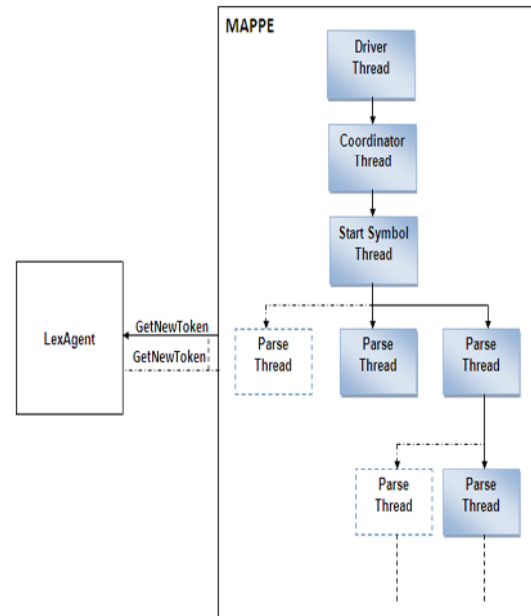 MAPPE
Driver
Thread
Coordinator
Thread
Start Symbol
Thread
LexAgent
GetNewToken
GetNewToken
Parse
Thread
Parse
Thread
Parse
Thread
Parse
Thread
Parse
Thread